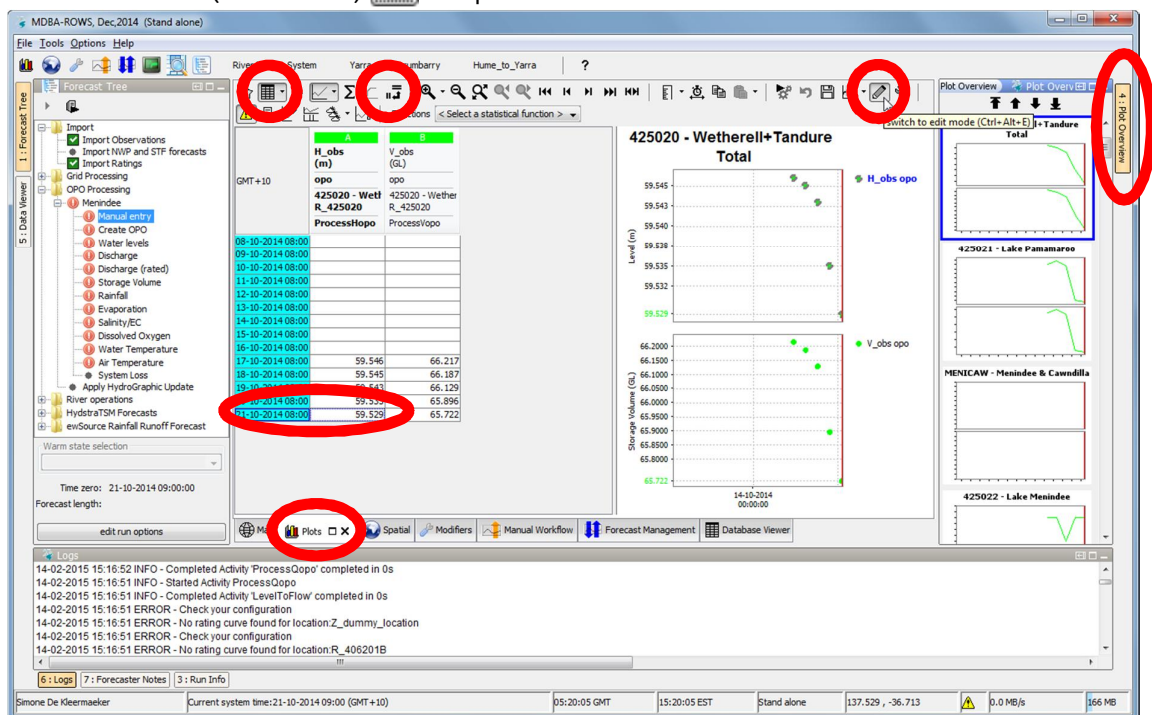 MDBA-ROWS, Dec,2014 (Stand alone)
File Tools Options Help
System Yarra Hume_to_Yarra ?
Forecast Tree
1 : Forecast Tree
5 : Data Viewer
Import
Import Observations
Import NWP and STF forecasts
Import Ratings
Grid Processing
OPO Processing
Menindee
Manual entry
Create OPO
Water levels
Discharge
Discharge (rated)
Storage Volume
Rainfall
Evaporation
Salinity/EC
Dissolved Oxygen
Water Temperature
Air Temperature
System Loss
Apply HydroGraphic Update
River operations
HydstraTSM Forecasts
ewSource Rainfall Runoff Forecast
Warm state selection
Time zero: 21-10-2014 09:00:00
Forecast length:
edit run options
< Select a statistical function >
switch to edit mode (Ctrl+Alt+E)
A B
H_obs V_obs
(m) (GL)
GMT+10 opo opo
425020 - Wetl 425020 - Wether
R_425020 R_425020
ProcessHopo ProcessVopo
08-10-2014 08:00
09-10-2014 08:00
10-10-2014 08:00
11-10-2014 08:00
12-10-2014 08:00
13-10-2014 08:00
14-10-2014 08:00
15-10-2014 08:00
16-10-2014 08:00
17-10-2014 08:00 59.546 66.217
18-10-2014 08:00 59.545 66.187
19-10-2014 08:00 59.543 66.129
65.896
21-10-2014 08:00 59.529 65.722
425020 - Wetherell+Tandure
Total
59.545
59.543
59.540
59.538
59.535
59.532
59.529
Level (m)
H_obs opo
66.2000
66.1500
66.1000
66.0500
66.0000
65.9500
65.9000
65.8500
65.8000
65.722
Storage Volume (GL)
V_obs opo
14-10-2014
00:00:00
Plot Overview Plot Overv
4 : Plot Overview
ll+Tandure
Total
425021 - Lake Pamamaroo
MENICAW - Menindee & Cawndilla
425022 - Lake Menindee
Plots Spatial Modifiers Manual Workflow Forecast Management Database Viewer
Logs
14-02-2015 15:16:52 INFO - Completed Activity 'ProcessQopo' completed in 0s
14-02-2015 15:16:51 INFO - Started Activity ProcessQopo
14-02-2015 15:16:51 INFO - Completed Activity 'LevelToFlow' completed in 0s
14-02-2015 15:16:51 ERROR - Check your configuration
14-02-2015 15:16:51 ERROR - No rating curve found for location:Z_dummy_location
14-02-2015 15:16:51 ERROR - Check your configuration
14-02-2015 15:16:51 ERROR - No rating curve found for location:R_406201B
6 : Logs 7 : Forecaster Notes 3 : Run Info
Simone De Kleermaeker Current system time:21-10-2014 09:00 (GMT+10) 05:20:05 GMT 15:20:05 EST Stand alone 137.529 , -36.713 0.0 MB/s 166 MB